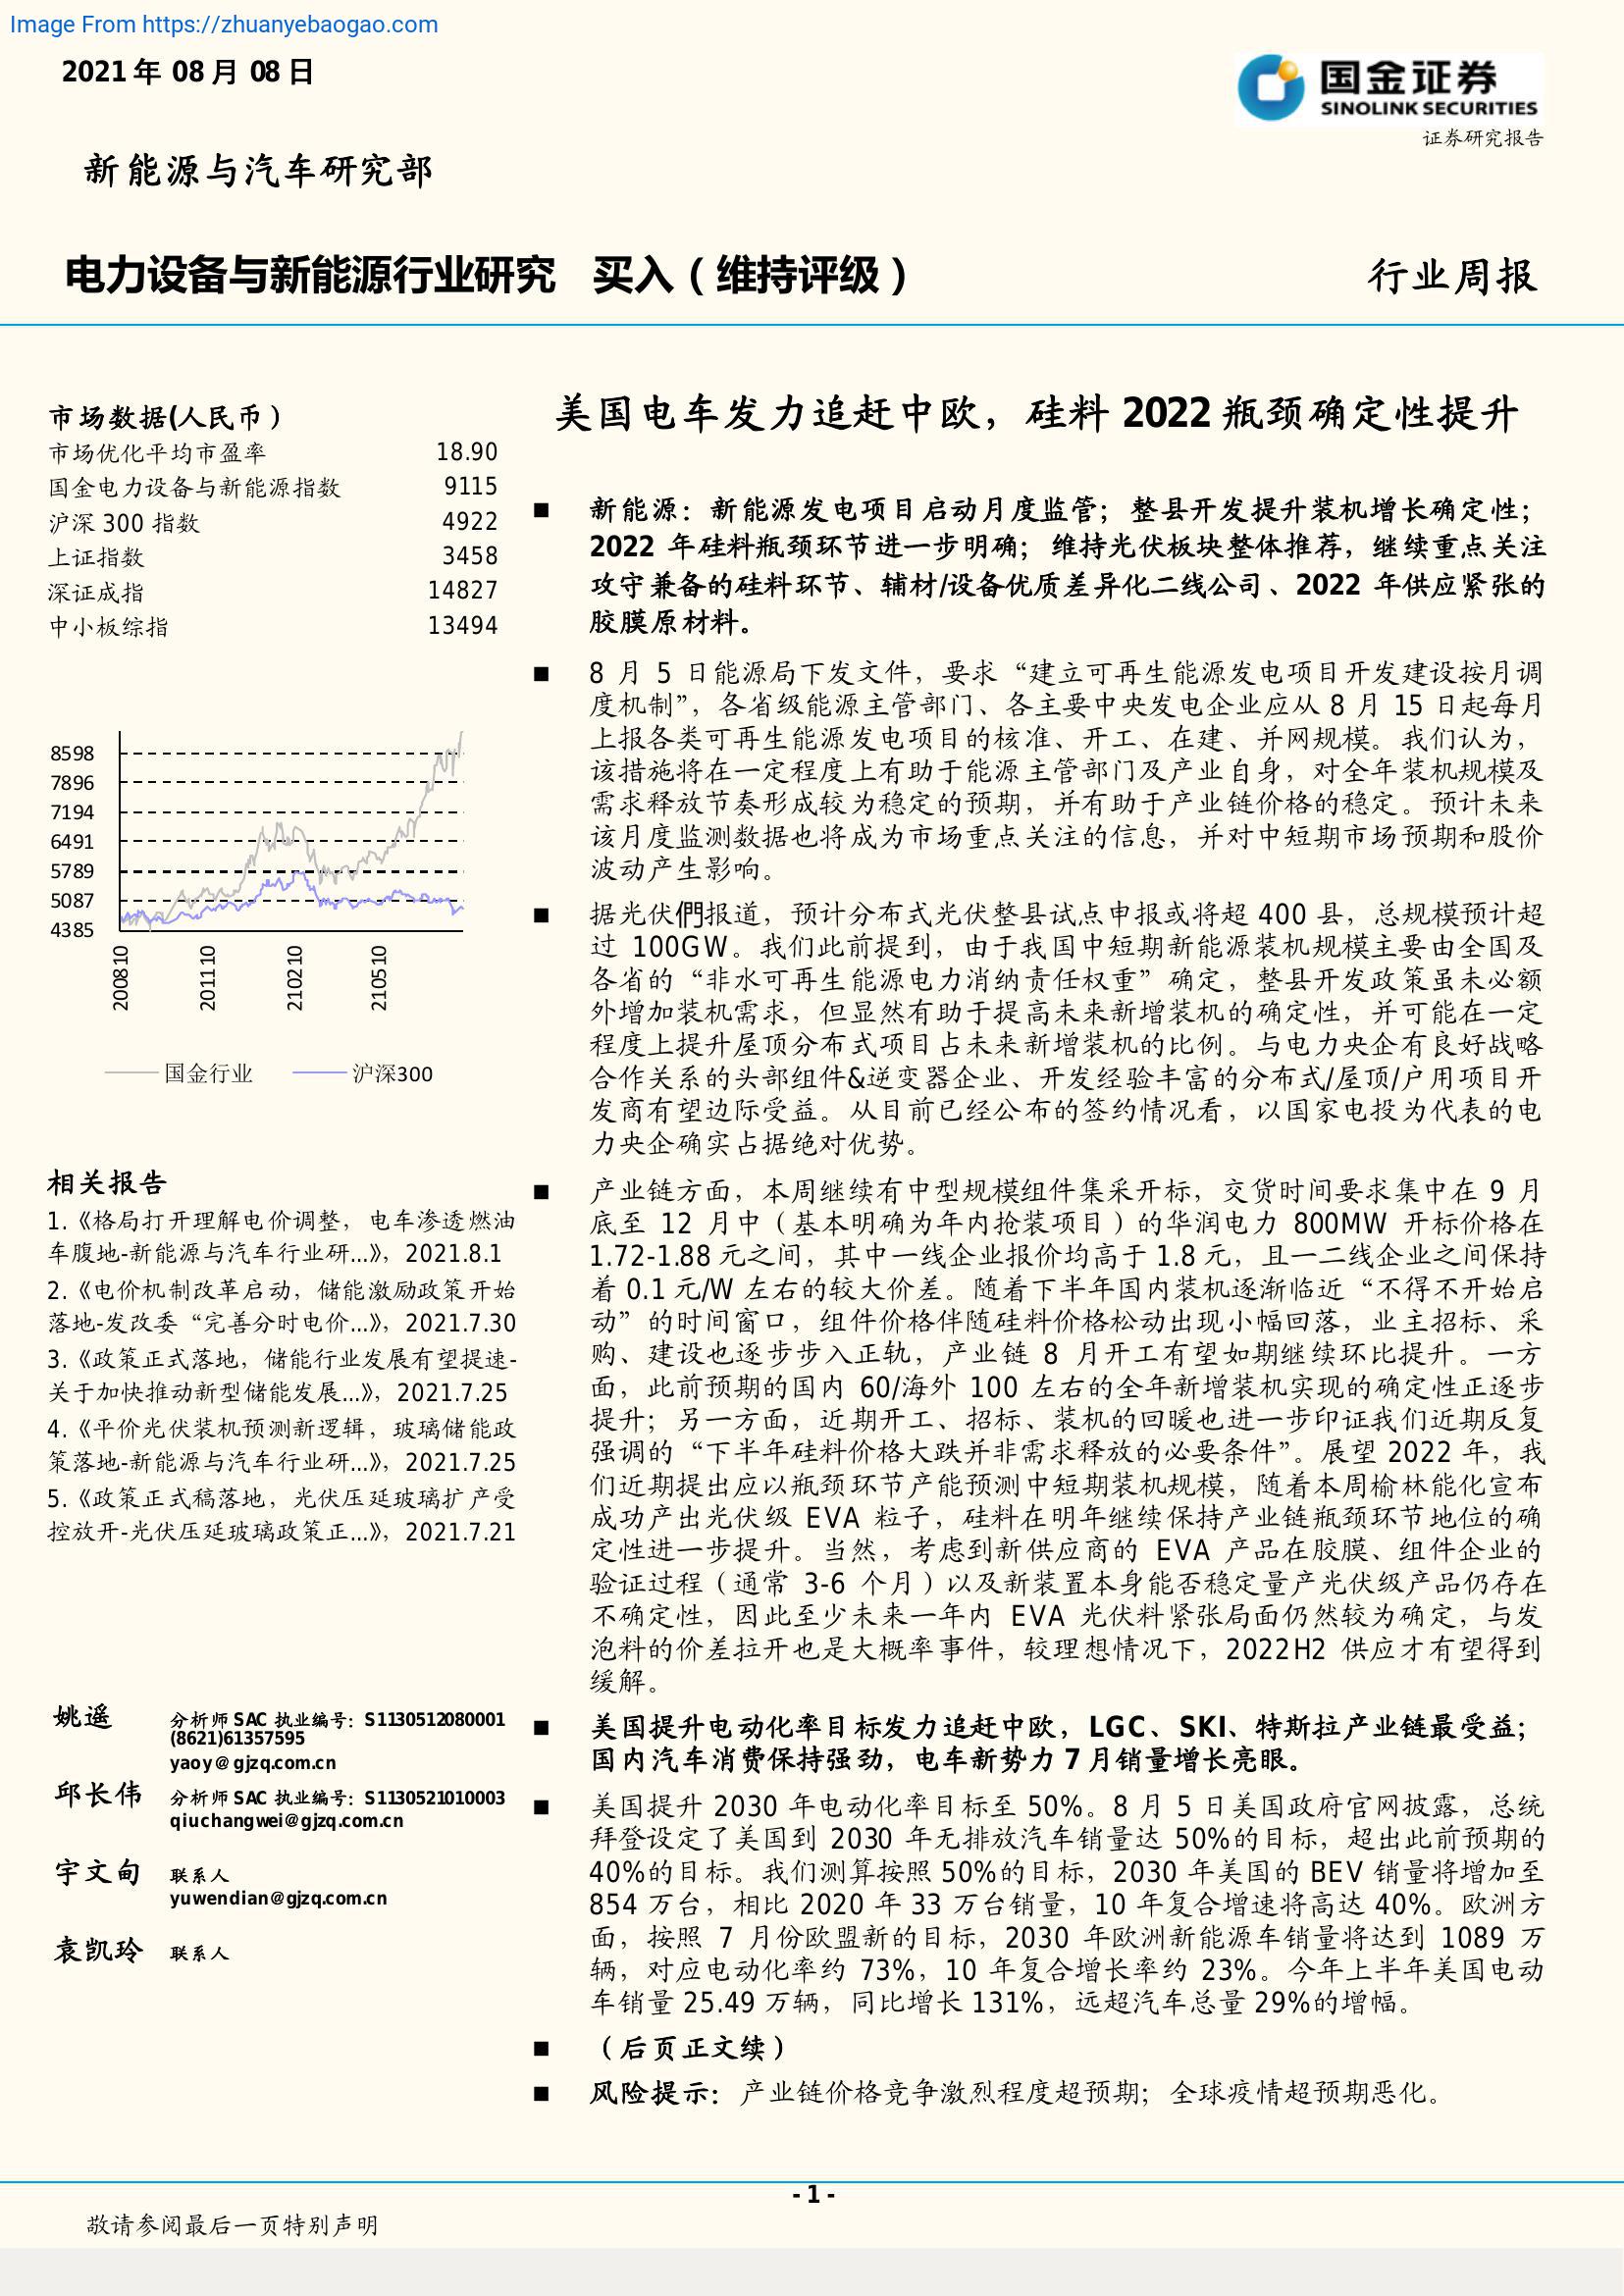 Image From https://zhuanyebaogao.com
2021 年 08 月 08 日
国金证券
SINOLINK SECURITIES
证券研究报告
新能源与汽车研究部
电力设备与新能源行业研究 买入（维持评级）
行业周报
市场数据(人民币）
市场优化平均市盈率 18.90
国金电力设备与新能源指数 9115
沪深 300 指数 4922
上证指数 3458
深证成指 14827
中小板综指 13494
8598
7896
7194
6491
5789
5087
4385
200810
201110
210210
210510
国金行业 沪深300
相关报告
1.《格局打开理解电价调整，电车渗透燃油
车腹地-新能源与汽车行业研...》，2021.8.1
2.《电价机制改革启动，储能激励政策开始
落地-发改委“完善分时电价...》，2021.7.30
3.《政策正式落地，储能行业发展有望提速-
关于加快推动新型储能发展...》，2021.7.25
4.《平价光伏装机预测新逻辑，玻璃储能政
策落地-新能源与汽车行业研...》，2021.7.25
5.《政策正式稿落地，光伏压延玻璃扩产受
控放开-光伏压延玻璃政策正...》，2021.7.21
姚遥 分析师 SAC 执业编号：S1130512080001
(8621)61357595
yaoy@gjzq.com.cn
邱长伟 分析师 SAC 执业编号：S1130521010003
qiuchangwei@gjzq.com.cn
宇文甸 联系人
yuwendian@gjzq.com.cn
袁凯玲 联系人
美国电车发力追赶中欧，硅料 2022 瓶颈确定性提升
■ 新能源：新能源发电项目启动月度监管；整县开发提升装机增长确定性；
2022 年硅料瓶颈环节进一步明确；维持光伏板块整体推荐，继续重点关注
攻守兼备的硅料环节、辅材/设备优质差异化二线公司、2022 年供应紧张的
胶膜原材料。
■ 8 月 5 日能源局下发文件，要求“建立可再生能源发电项目开发建设按月调
度机制”，各省级能源主管部门、各主要中央发电企业应从 8 月 15 日起每月
上报各类可再生能源发电项目的核准、开工、在建、并网规模。我们认为，
该措施将在一定程度上有助于能源主管部门及产业自身，对全年装机规模及
需求释放节奏形成较为稳定的预期，并有助于产业链价格的稳定。预计未来
该月度监测数据也将成为市场重点关注的信息，并对中短期市场预期和股价
波动产生影响。
■ 据光伏們报道，预计分布式光伏整县试点申报或将超 400 县，总规模预计超
过 100GW。我们此前提到，由于我国中短期新能源装机规模主要由全国及
各省的“非水可再生能源电力消纳责任权重”确定，整县开发政策虽未必额
外增加装机需求，但显然有助于提高未来新增装机的确定性，并可能在一定
程度上提升屋顶分布式项目占未来新增装机的比例。与电力央企有良好战略
合作关系的头部组件&逆变器企业、开发经验丰富的分布式/屋顶/户用项目开
发商有望边际受益。从目前已经公布的签约情况看，以国家电投为代表的电
力央企确实占据绝对优势。
■ 产业链方面，本周继续有中型规模组件集采开标，交货时间要求集中在 9 月
底至 12 月中（基本明确为年内抢装项目）的华润电力 800MW 开标价格在
1.72-1.88 元之间，其中一线企业报价均高于 1.8 元，且一二线企业之间保持
着 0.1 元/W 左右的较大价差。随着下半年国内装机逐渐临近“不得不开始启
动”的时间窗口，组件价格伴随硅料价格松动出现小幅回落，业主招标、采
购、建设也逐步步入正轨，产业链 8 月开工有望如期继续环比提升。一方
面，此前预期的国内 60/海外 100 左右的全年新增装机实现的确定性正逐步
提升；另一方面，近期开工、招标、装机的回暖也进一步印证我们近期反复
强调的“下半年硅料价格大跌并非需求释放的必要条件”。展望 2022 年，我
们近期提出应以瓶颈环节产能预测中短期装机规模，随着本周榆林能化宣布
成功产出光伏级 EVA 粒子，硅料在明年继续保持产业链瓶颈环节地位的确
定性进一步提升。当然，考虑到新供应商的 EVA 产品在胶膜、组件企业的
验证过程（通常 3-6 个月）以及新装置本身能否稳定量产光伏级产品仍存在
不确定性，因此至少未来一年内 EVA 光伏料紧张局面仍然较为确定，与发
泡料的价差拉开也是大概率事件，较理想情况下，2022H2 供应才有望得到
缓解。
■ 美国提升电动化率目标发力追赶中欧，LGC、SKI、特斯拉产业链最受益；
国内汽车消费保持强劲，电车新势力 7 月销量增长亮眼。
■ 美国提升 2030 年电动化率目标至 50%。8 月 5 日美国政府官网披露，总统
拜登设定了美国到 2030 年无排放汽车销量达 50%的目标，超出此前预期的
40%的目标。我们测算按照 50%的目标，2030 年美国的 BEV 销量将增加至
854 万台，相比 2020 年 33 万台销量，10 年复合增速将高达 40%。欧洲方
面，按照 7 月份欧盟新的目标，2030 年欧洲新能源车销量将达到 1089 万
辆，对应电动化率约 73%，10 年复合增长率约 23%。今年上半年美国电动
车销量 25.49 万辆，同比增长 131%，远超汽车总量 29%的增幅。
■ （后页正文续）
■ 风险提示：产业链价格竞争激烈程度超预期；全球疫情超预期恶化。
- 1 -
敬请参阅最后一页特别声明